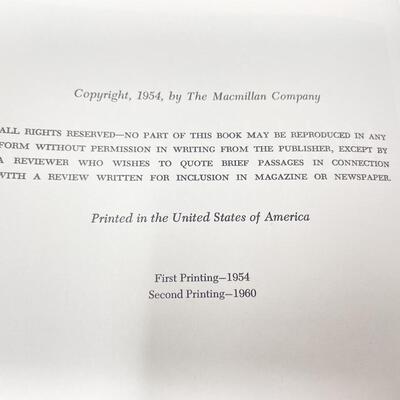 Copyright, 1954, by The Macmillan Company
ALL RIGHTS RESERVED—NO PART OF THIS BOOK MAY BE REPRODUCED IN ANY
FORM WITHOUT PERMISSION IN WRITING FROM THE PUBLISHER, EXCEPT BY
A REVIEWER WHO WISHES TO QUOTE BRIEF PASSAGES IN CONNECTION
WITH A REVIEW WRITTEN FOR INCLUSION IN MAGAZINE OR NEWSPAPER.
Printed in the United States of America
First Printing—1954
Second Printing—1960